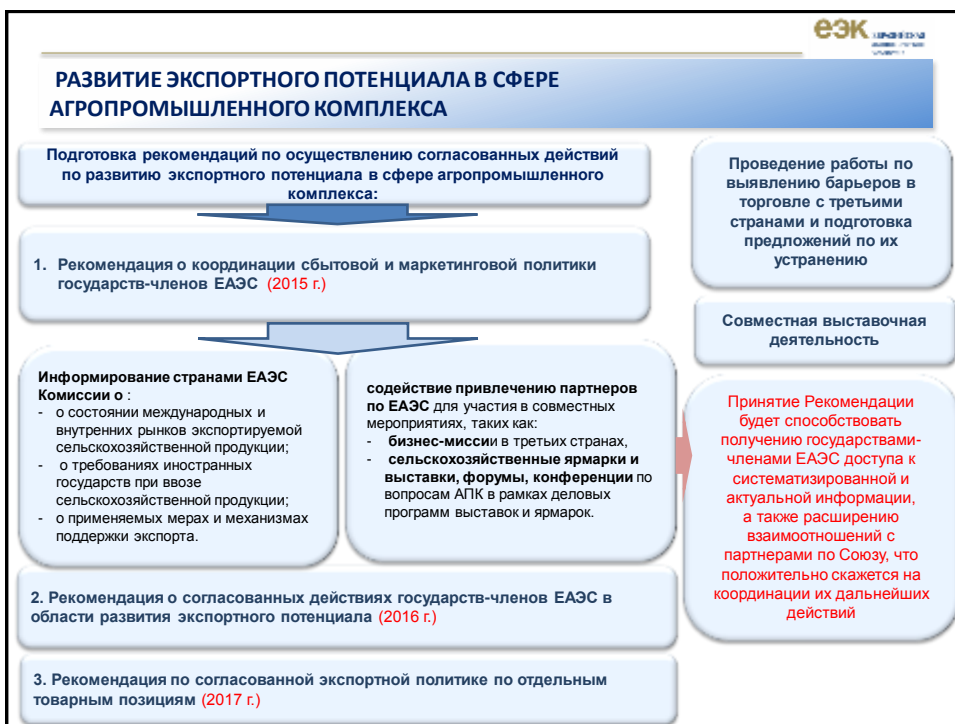 еэк
РАЗВИТИЕ ЭКСПОРТНОГО ПОТЕНЦИАЛА В СФЕРЕ
АГРОПРОМЫШЛЕННОГО КОМПЛЕКСА
Подготовка рекомендаций по осуществлению согласованных действий
по развитию экспортного потенциала в сфере агропромышленного
комплекса:
1. Рекомендация о координации сбытовой и маркетинговой политики
государств-членов ЕАЭС (2015 г.)
Информирование странами ЕАЭС
Комиссии о :
- о состоянии международных и
внутренних рынков экспортируемой
сельскохозяйственной продукции;
- о требованиях иностранных
государств при ввозе
сельскохозяйственной продукции;
- о применяемых мерах и механизмах
поддержки экспорта.
содействие привлечению партнеров
по ЕАЭС для участия в совместных
мероприятиях, таких как:
- бизнес-миссии в третьих странах,
- сельскохозяйственные ярмарки и
выставки, форумы, конференции по
вопросам АПК в рамках деловых
программ выставок и ярмарок.
2. Рекомендация о согласованных действиях государств-членов ЕАЭС в
области развития экспортного потенциала (2016 г.)
3. Рекомендация по согласованной экспортной политике по отдельным
товарным позициям (2017 г.)
Проведение работы по
выявлению барьеров в
торговле с третьими
странами и подготовка
предложений по их
устранению
Совместная выставочная
деятельность
Принятие Рекомендации
будет способствовать
получению государствами-
членами ЕАЭС доступа к
систематизированной и
актуальной информации,
а также расширению
взаимоотношений с
партнерами по Союзу, что
положительно скажется на
координации их дальнейших
действий